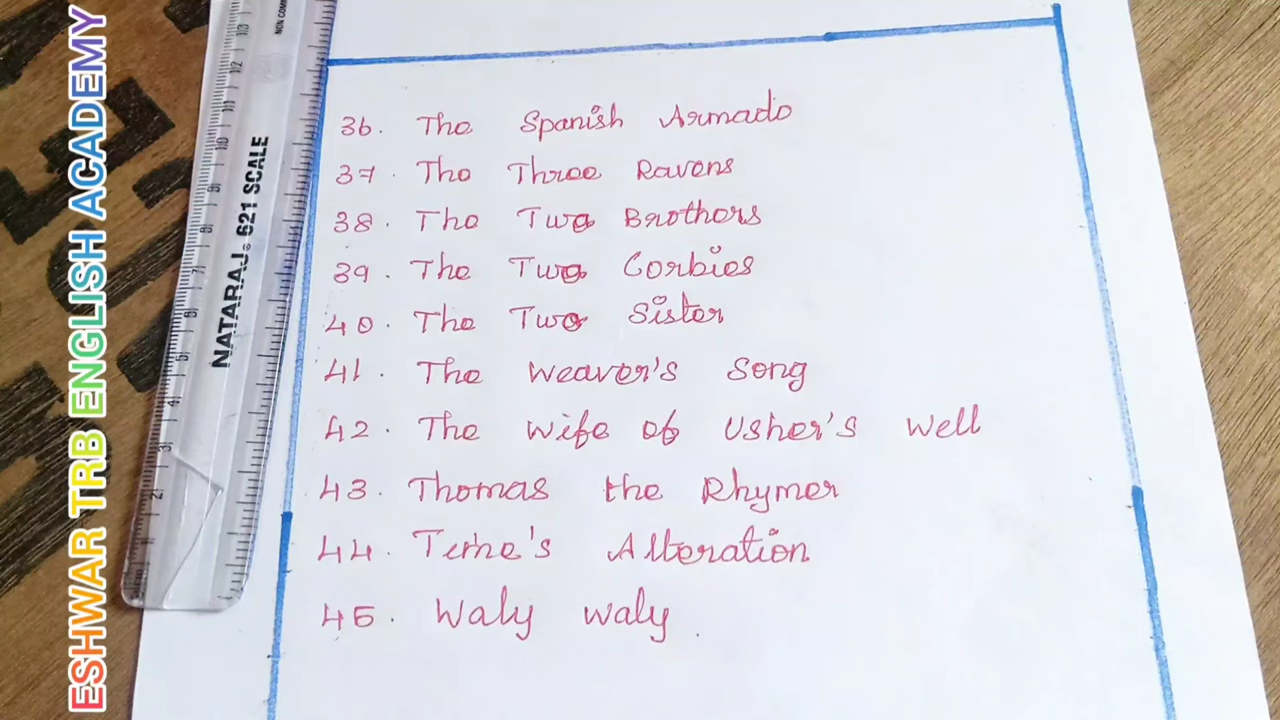 ESHWAR TRB ENGLISH ACADEMY
NATARAJ 621 SCALE
36. The Spanish Armado
37. The Three Ravens
38. The Two Brothers
39. The Two Corbies
40. The Two Sister
41. The Weaver's Song
42. The Wife of Usher's Well
43. Thomas the Rhymer
44. Time's Alteration
45. Waly Waly.